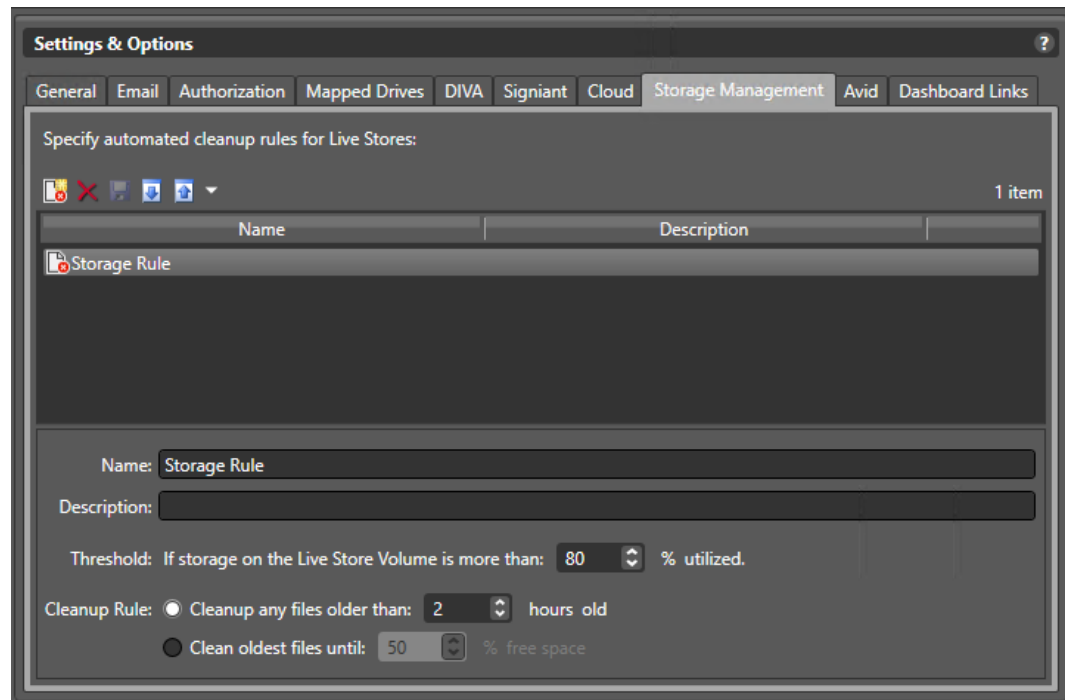 Settings & Options ?
General Email Authorization Mapped Drives DIVA Signiant Cloud Storage Management Avid Dashboard Links
Specify automated cleanup rules for Live Stores:
1 item
Name Description
Storage Rule
Name: Storage Rule
Description:
Threshold: If storage on the Live Store Volume is more than: 80 % utilized.
Cleanup Rule: Cleanup any files older than: 2 hours old
Clean oldest files until: 50 % free space